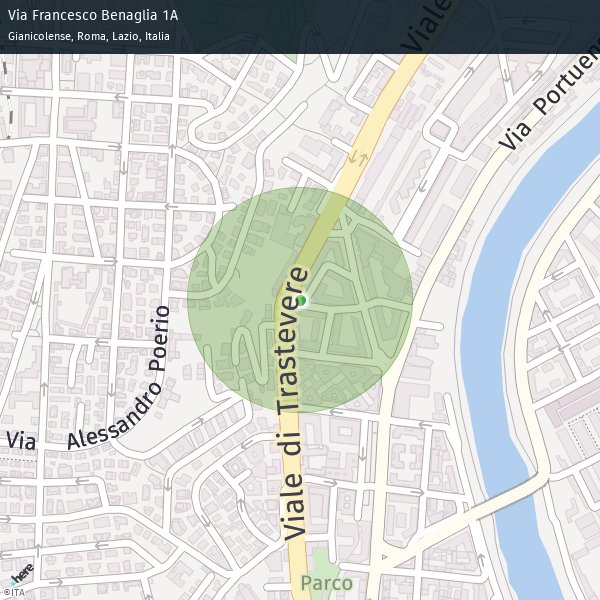 Via Francesco Benaglia 1A
Gianicolense, Roma, Lazio, Italia
Viale
Via Portuens
Viale di Trastevere
Via Alessandro Poerio
Parco
here
©ITA